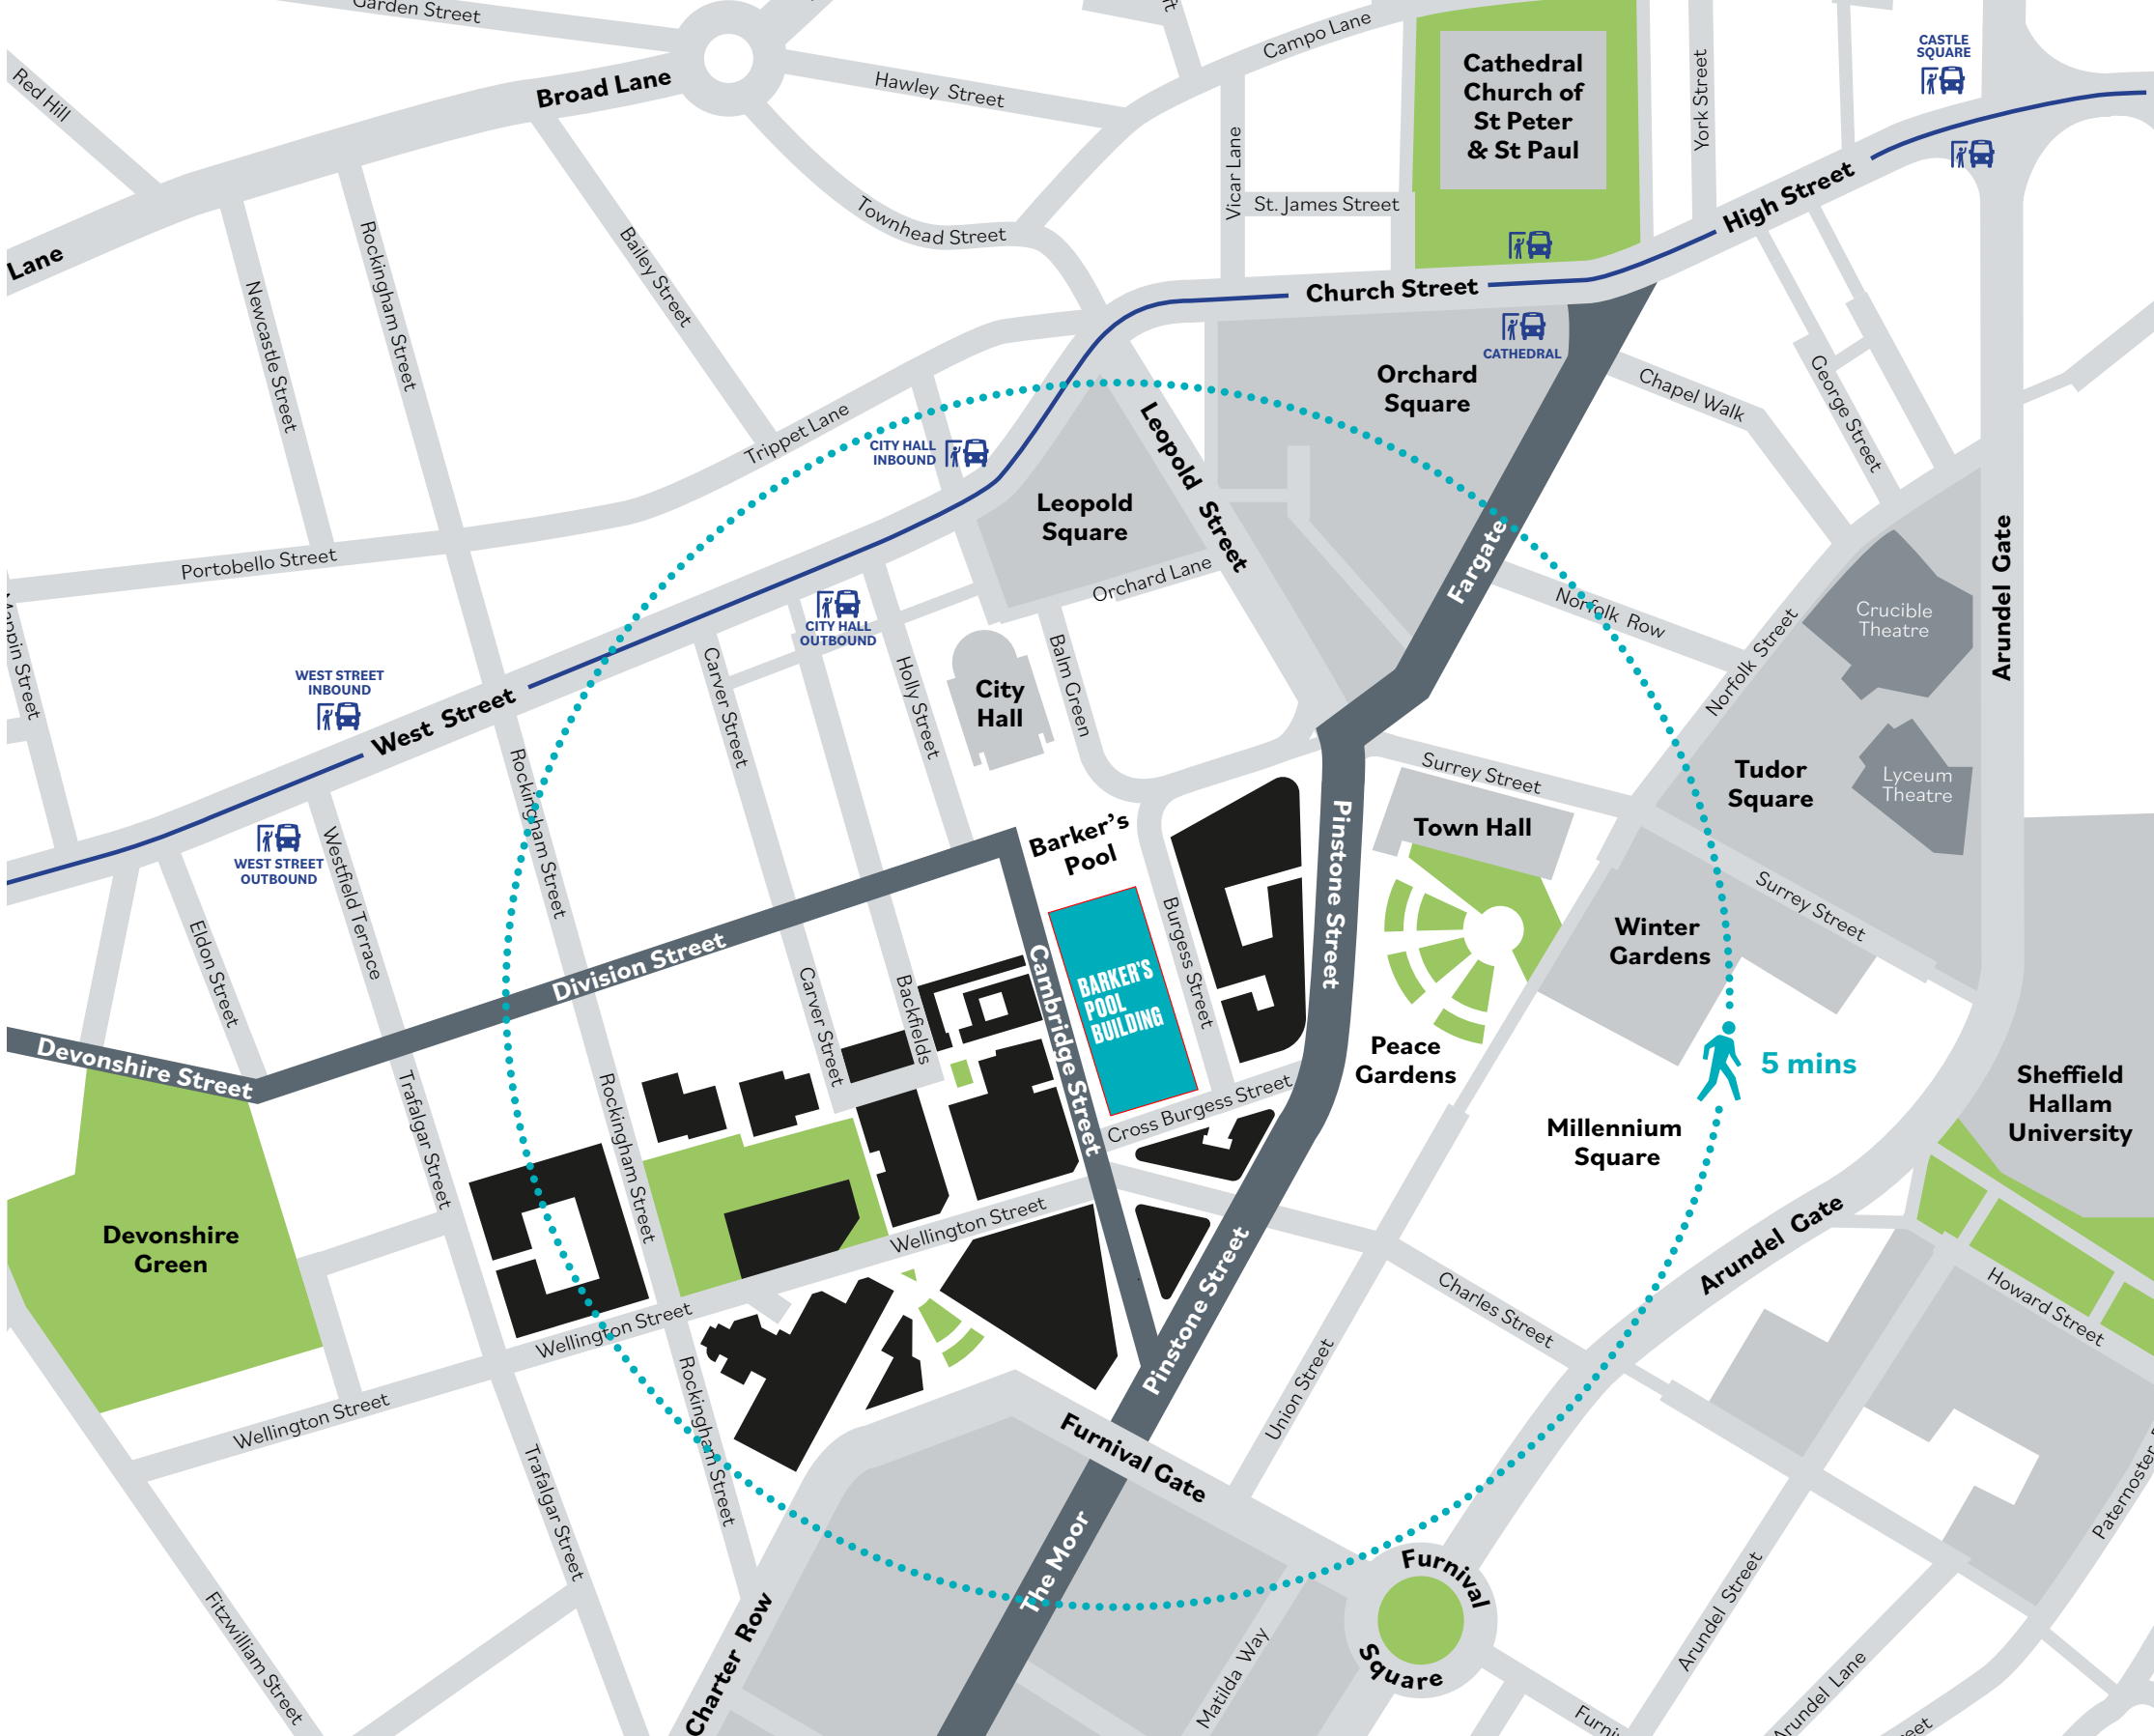 Garden Street
Red Hill
Broad Lane
Hawley Street
Campo Lane
Cathedral
Church of
St Peter
& St Paul
York Street
CASTLE
SQUARE
Vicar Lane
St. James Street
High Street
Townhead Street
Lane
Rockingham Street
Newcastle Street
Bailey Street
Church Street
CATHEDRAL
Orchard
Square
Chapel Walk
George Street
Trippet Lane
CITY HALL
INBOUND
Leopold Street
Leopold
Square
Orchard Lane
Fargate
Norfolk Row
Norfolk Street
Crucible
Theatre
Arundel Gate
Portobello Street
Mappin Street
CITY HALL
OUTBOUND
WEST STREET
INBOUND
West Street
Carver Street
Holly Street
City
Hall
Balm Green
Surrey Street
Tudor
Square
Lyceum
Theatre
Town Hall
WEST STREET
OUTBOUND
Westfield Terrace
Rockingham Street
Barker's
Pool
Pinstone Street
Surrey Street
Eldon Street
Division Street
Carver Street
Backfields
Cambridge Street
BARKER'S
POOL
BUILDING
Burgess Street
Winter
Gardens
Peace
Gardens
5 mins
Devonshire Street
Trafalgar Street
Rockingham Street
Cross Burgess Street
Millennium
Square
Sheffield
Hallam
University
Devonshire
Green
Wellington Street
Wellington Street
Wellington Street
Pinstone Street
Charles Street
Arundel Gate
Howard Street
Union Street
Rockingham Street
Trafalgar Street
Furnival Gate
The Moor
Furnival
Square
Fitzwilliam Street
Charter Row
Matilda Way
Arundel Street
Arundel Lane
Paternoster